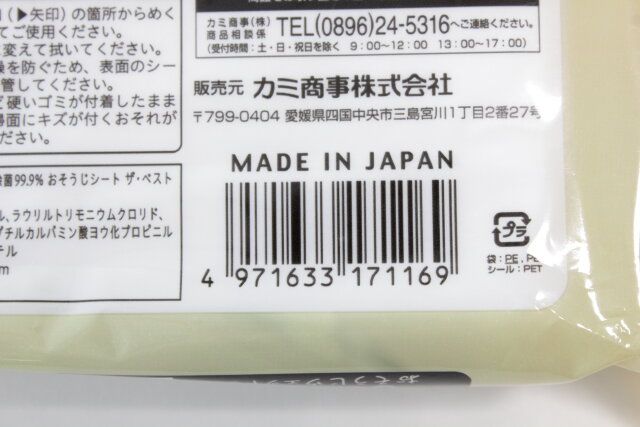 (▶矢印)の箇所からめく
てご使用ください。
変えて拭いてください。
燥を防ぐため、表面のシー
管してください。
ど硬いゴミが付着したまま
房面にキズが付くおそれが
カミ商事(株)
商品相談係
TEL(0896)24-5316へご連絡ください。
(受付時間:土・日・祝日を除く 9:00〜12:00 13:00〜17:00)
販売元 カミ商事株式会社
〒799-0404 愛媛県四国中央市三島宮川1丁目2番27号
MADE IN JAPAN
4 971633 171169
除菌99.9% おそうじシート ザ・ベスト
ル、ラウリルトリモニウムクロリド、
ブチルカルバミン酸ヨウ化プロピニル
テル
m
プラ
袋:PE,PE
シール:PET